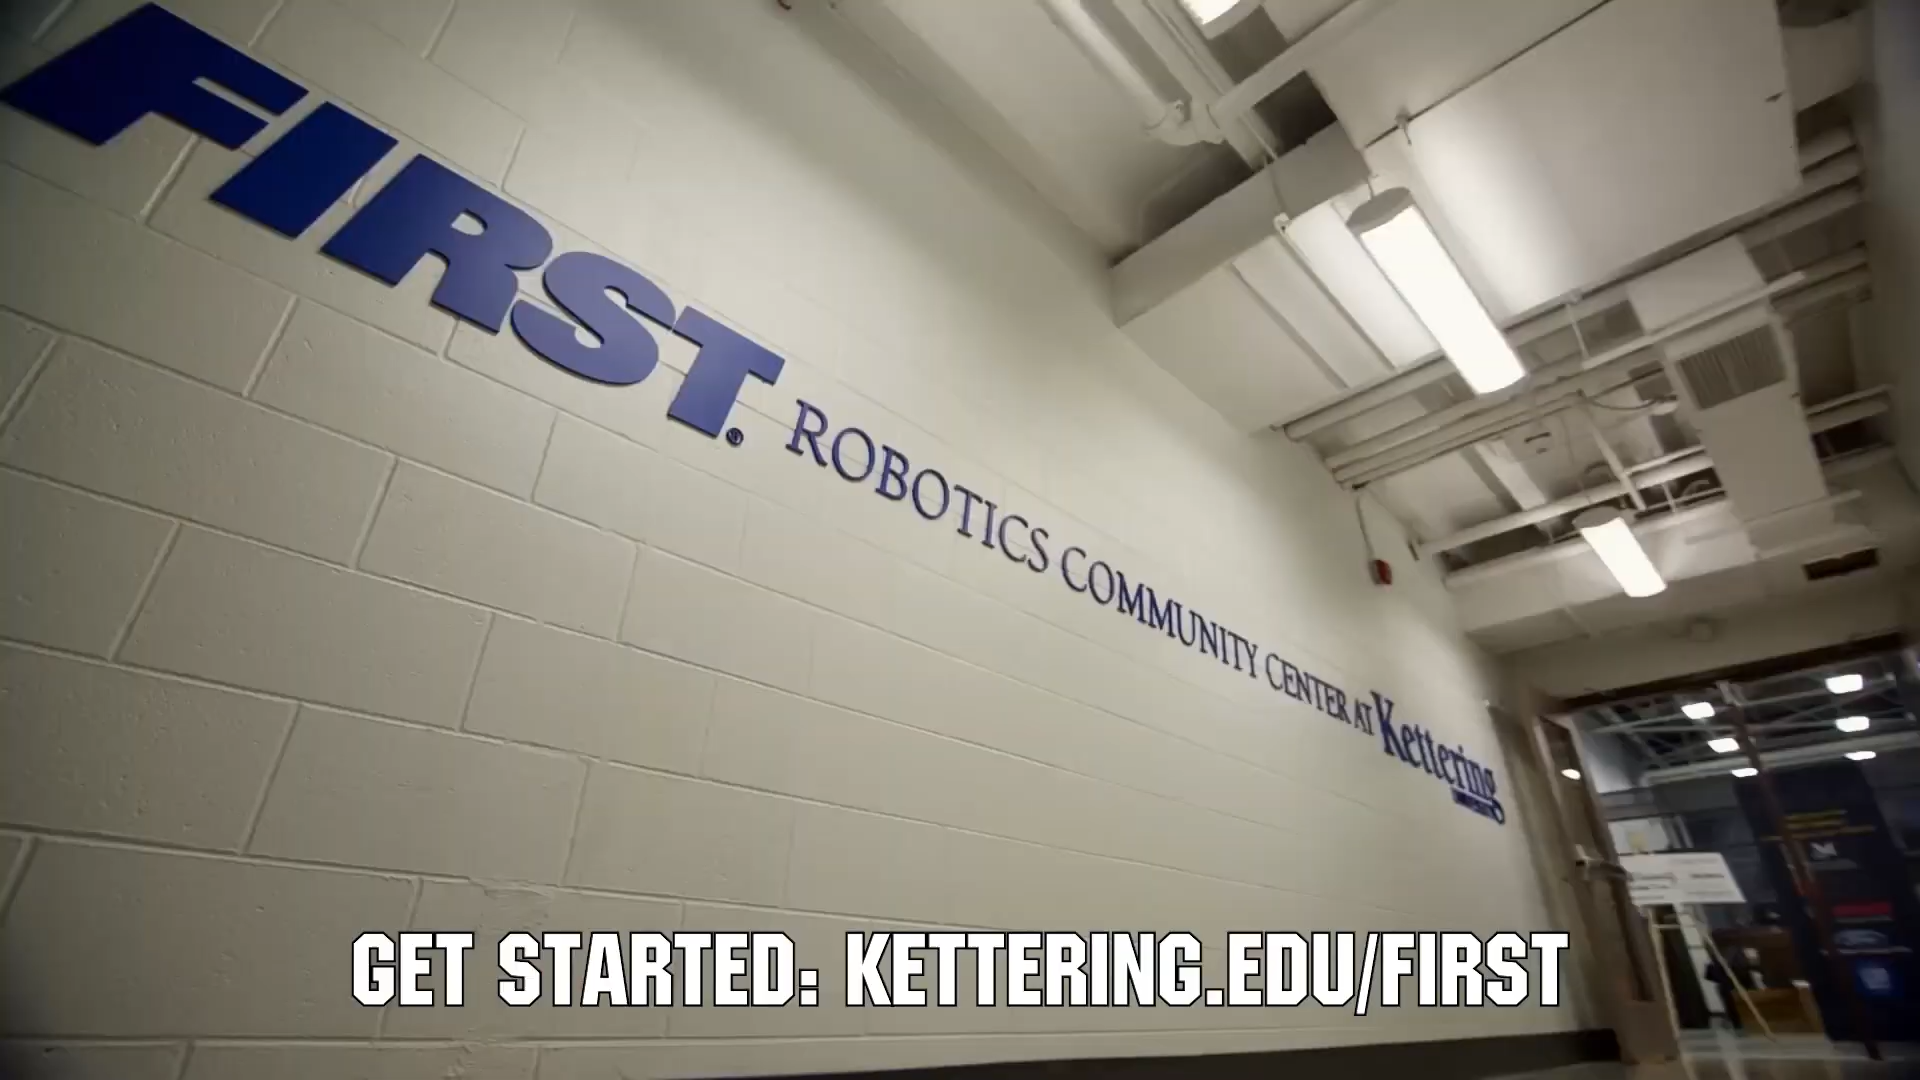 FIRST® ROBOTICS COMMUNITY CENTER AT Kettering
GET STARTED: KETTERING.EDU/FIRST